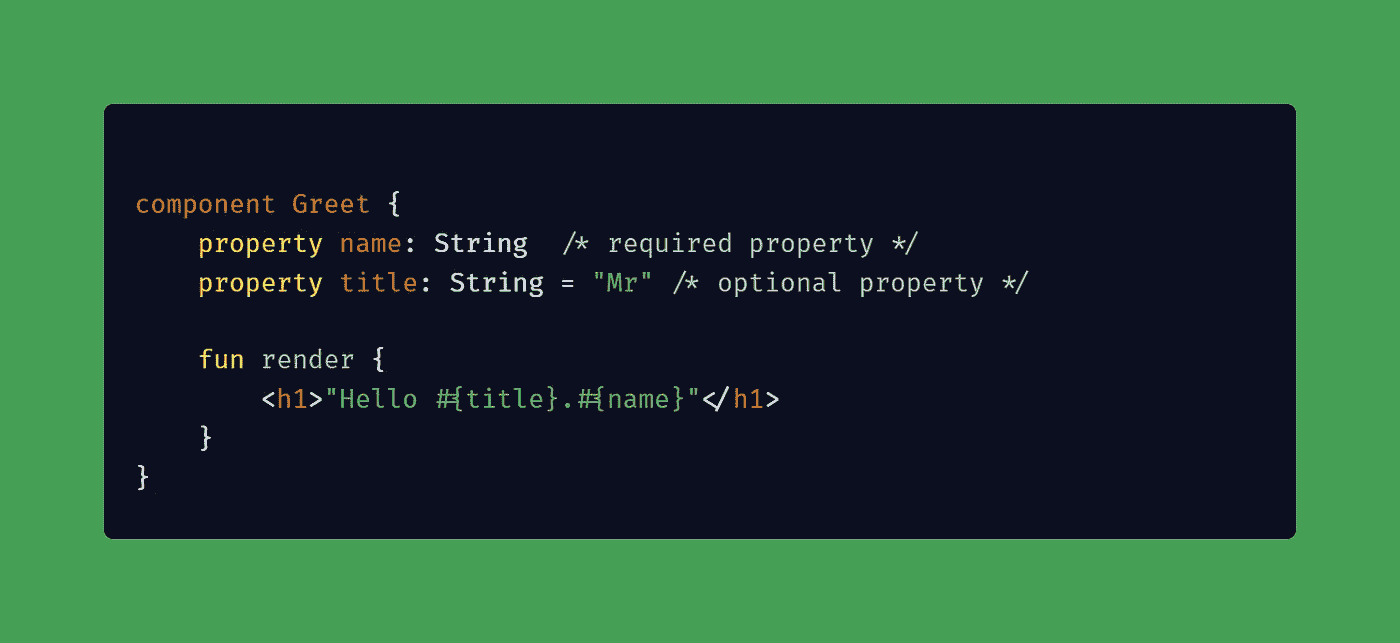 component Greet {
    property name: String  /* required property */
    property title: String = "Mr" /* optional property */
    fun render {
        <h1>"Hello #{title}.#{name}"</h1>
    }
}